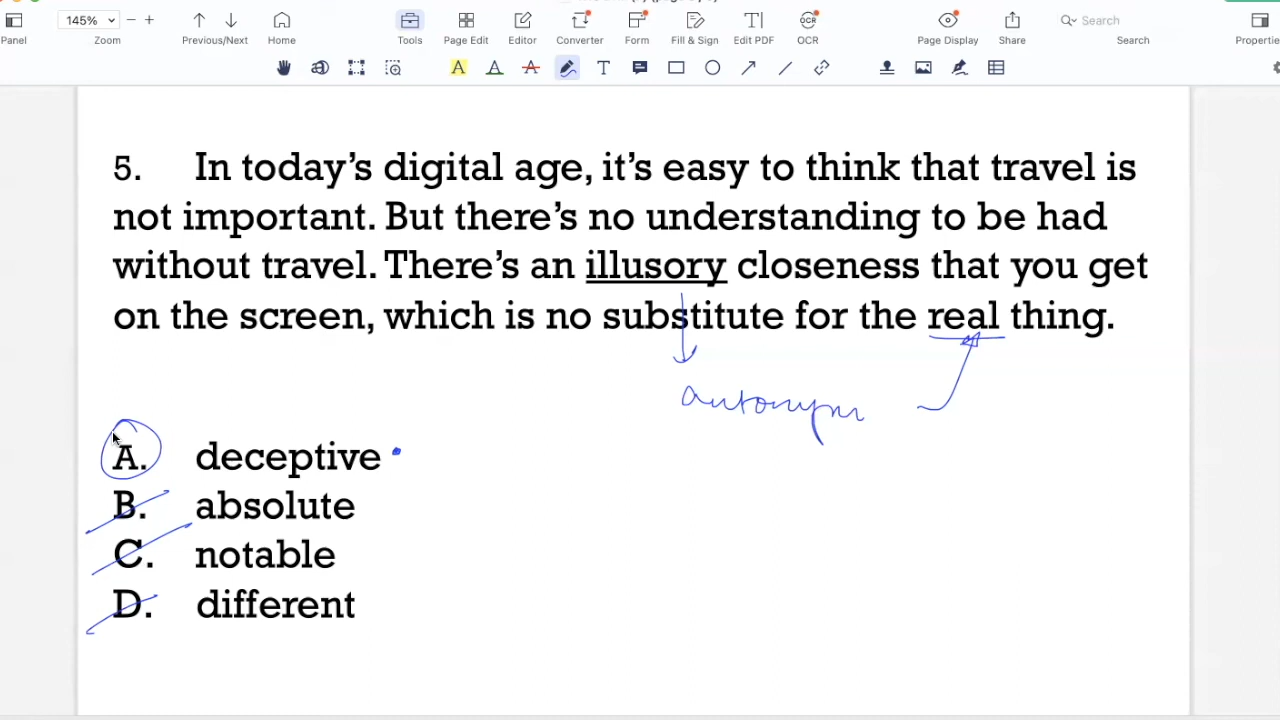 145%
Panel
Zoom
Previous/Next
Home
Tools
Page Edit
Editor
Converter
Form
Fill & Sign
Edit PDF
OCR
OCR
Page Display
Share
Search
Search
Propertie
A A A T
5. In today's digital age, it's easy to think that travel is
not important. But there's no understanding to be had
without travel. There's an illusory closeness that you get
on the screen, which is no substitute for the real thing.
antonym
A. deceptive
B. absolute
C. notable
D. different